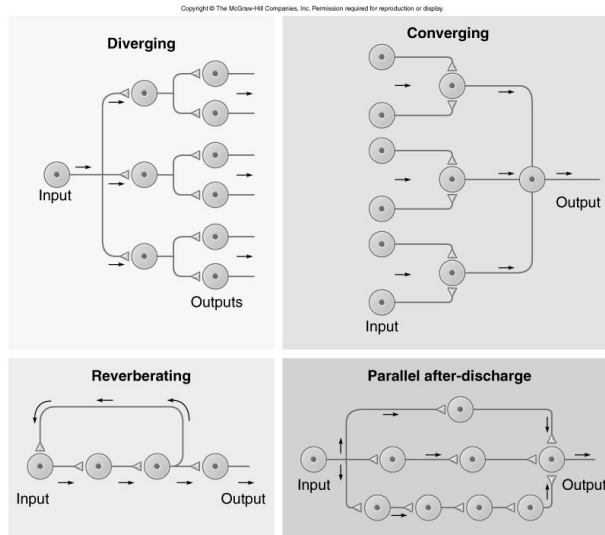 Copyright © The McGraw-Hill Companies, Inc. Permission required for reproduction or display.
Diverging
Input
Outputs
Converging
Output
Input
Reverberating
Input
Output
Parallel after-discharge
Input
Output